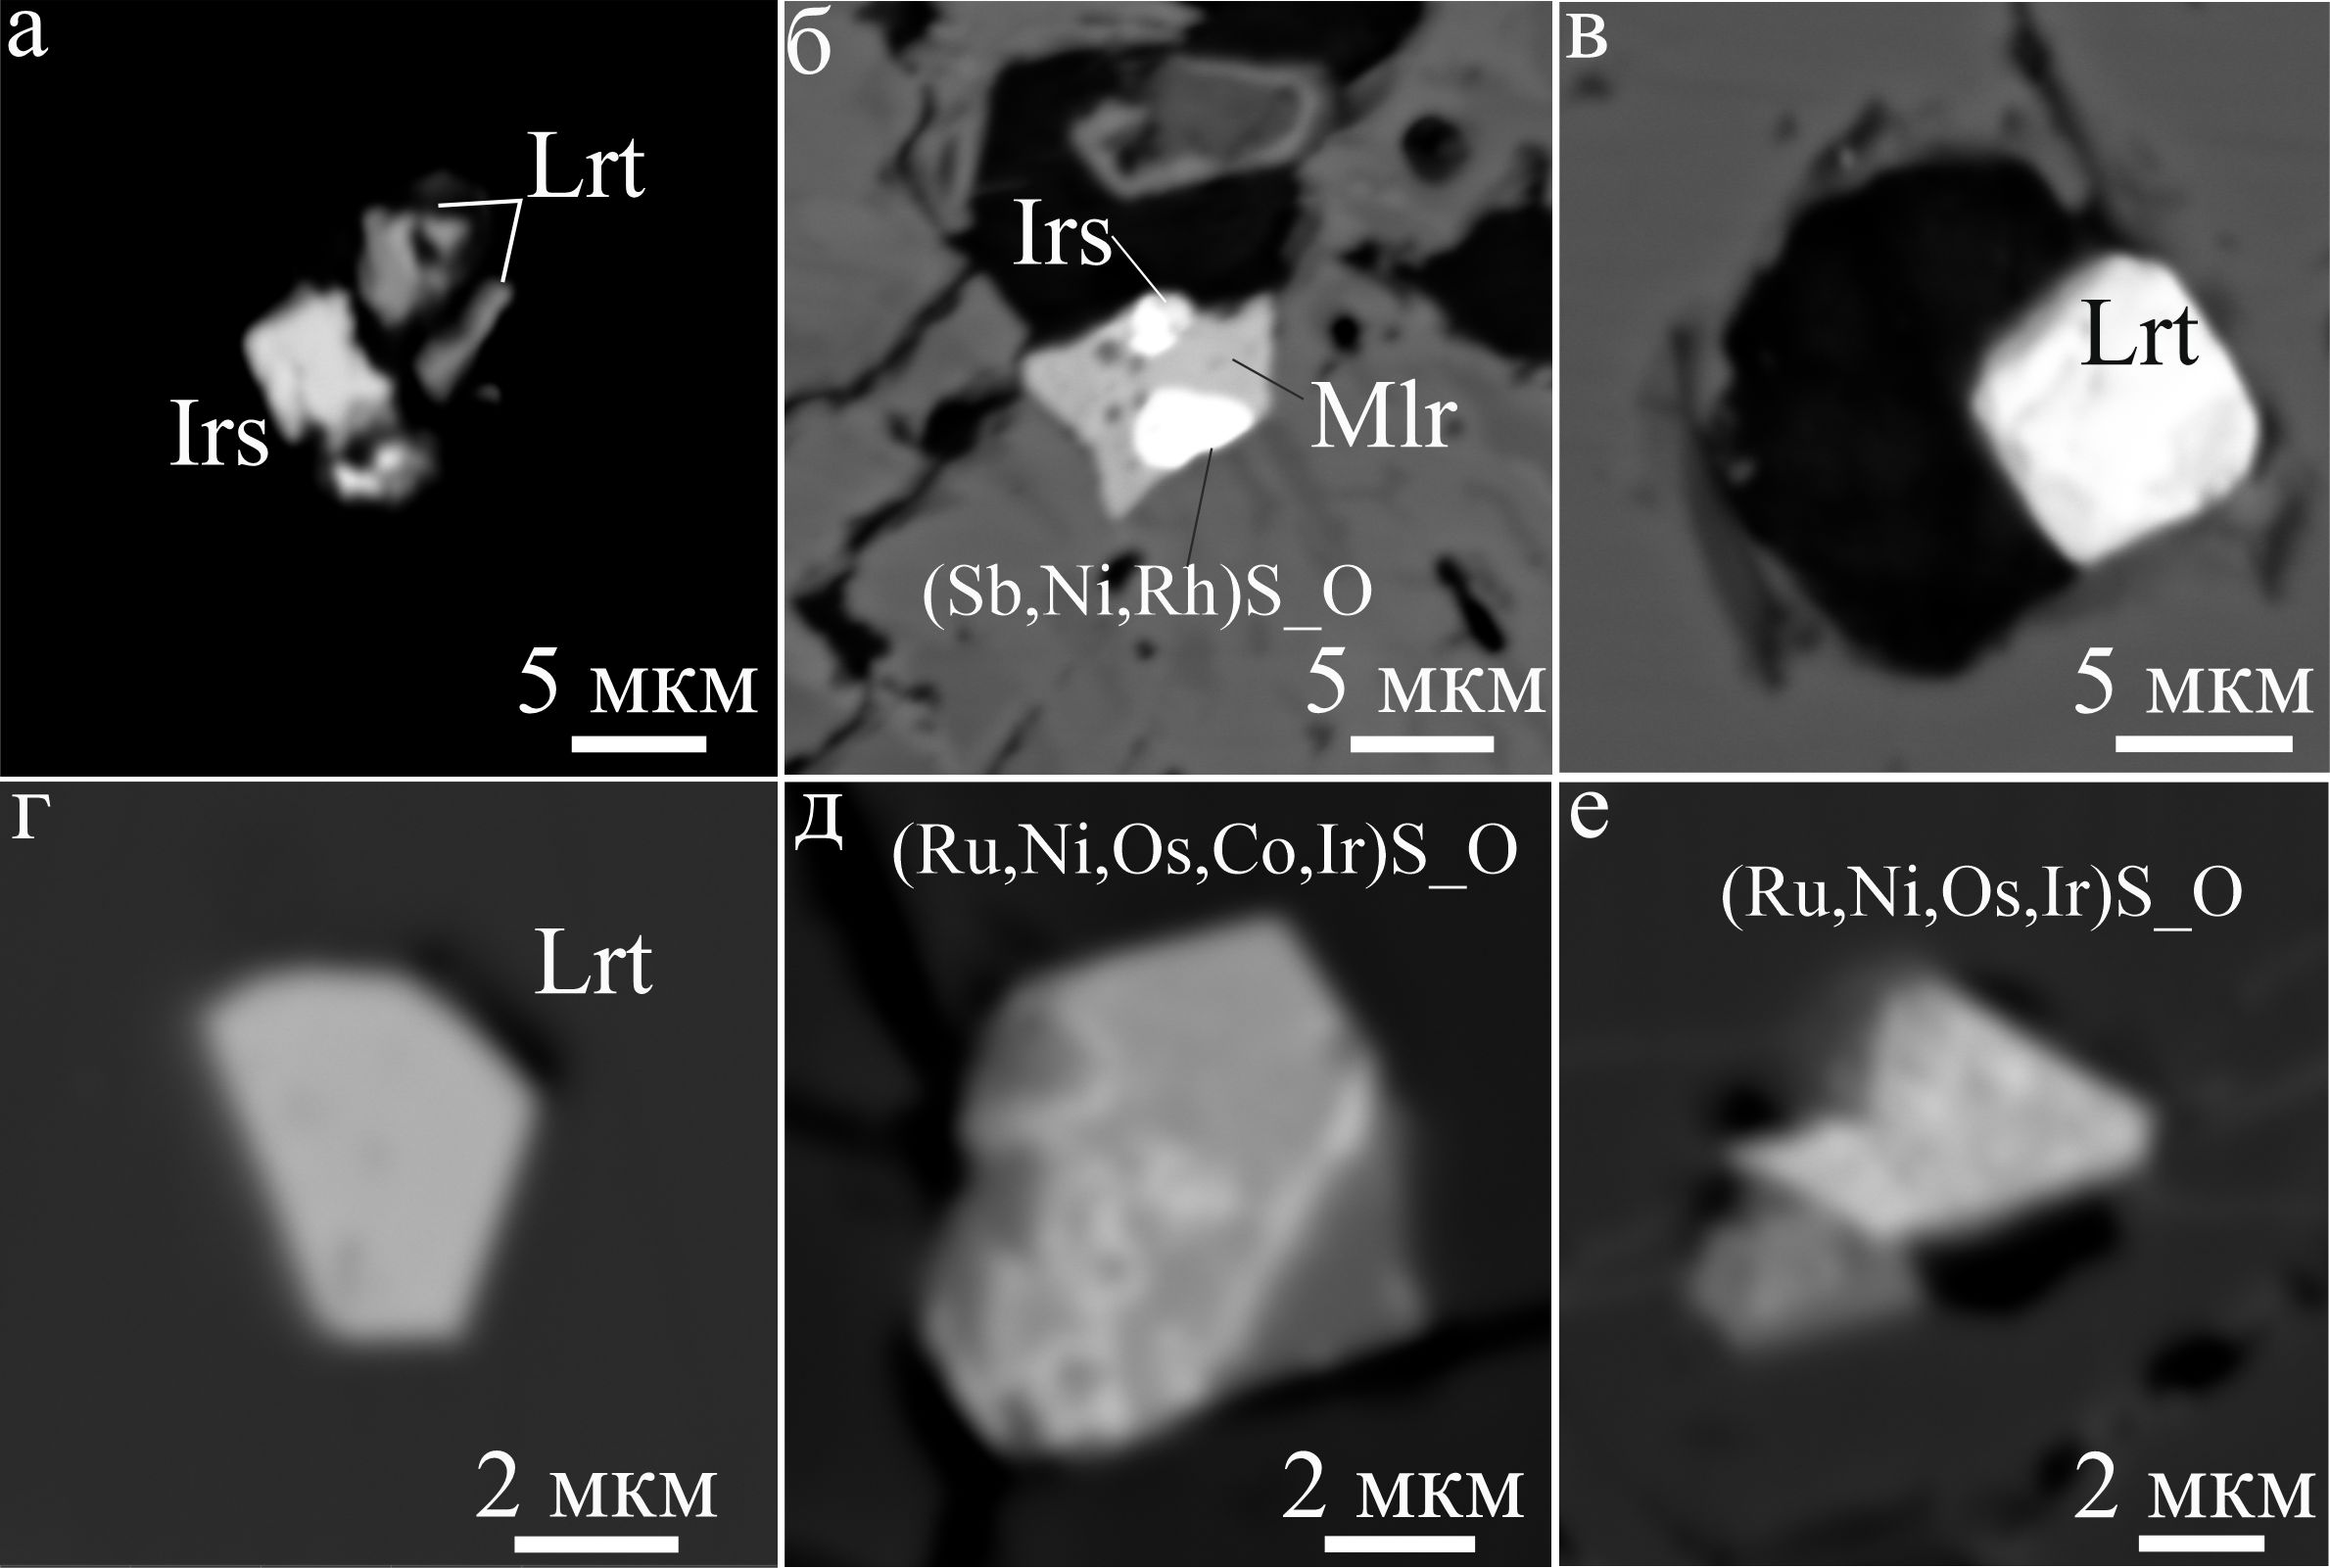 а
Lrt
Irs
5 мкм
б
Irs
Mlr
(Sb,Ni,Rh)S_O
5 мкм
в
Lrt
5 мкм
г
Lrt
2 мкм
д
(Ru,Ni,Os,Co,Ir)S_O
2 мкм
е
(Ru,Ni,Os,Ir)S_O
2 мкм